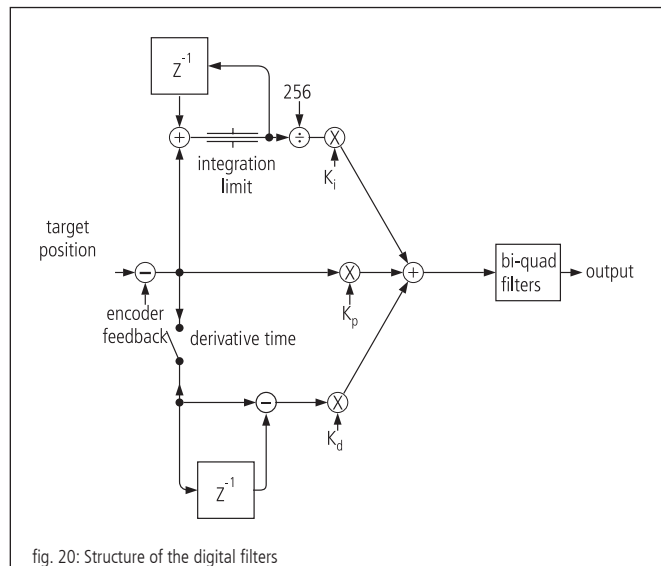 Z⁻¹
256
+
÷
X
integration
limit
Kᵢ
target
position
−
X
+
bi-quad
filters
output
encoder
feedback
Kₚ
derivative time
−
X
K_d
Z⁻¹
fig. 20: Structure of the digital filters